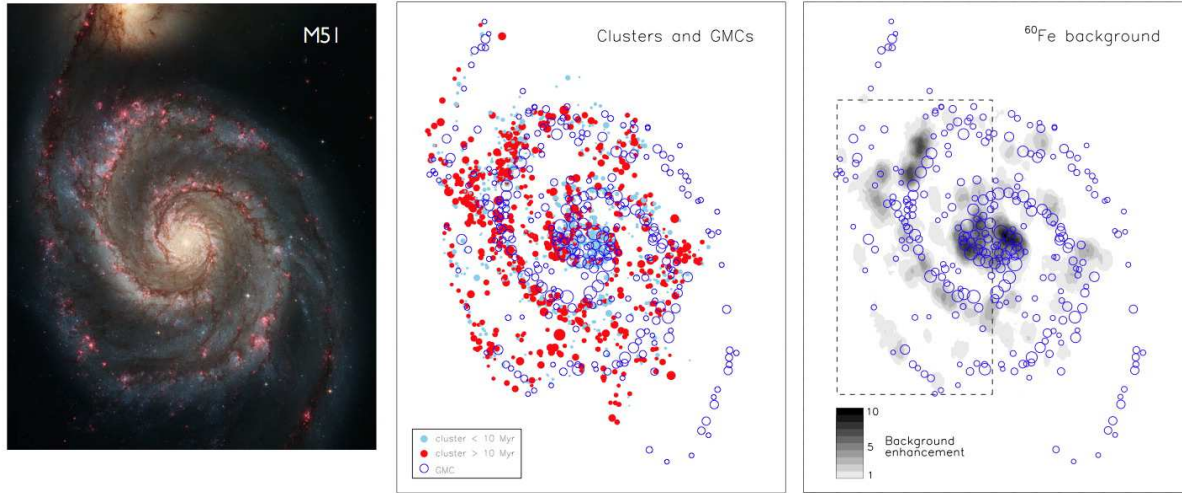 M51
Clusters and GMCs
cluster < 10 Myr
cluster > 10 Myr
GMC
60Fe background
10
5
1
Background
enhancement